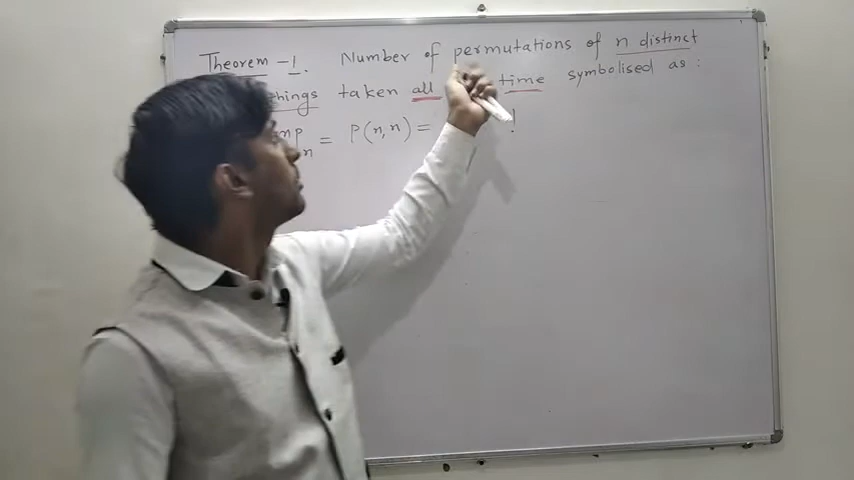 Theorem -1. Number of permutations of n distinct
things taken all time symbolised as :
nPn = P(n,n) = !